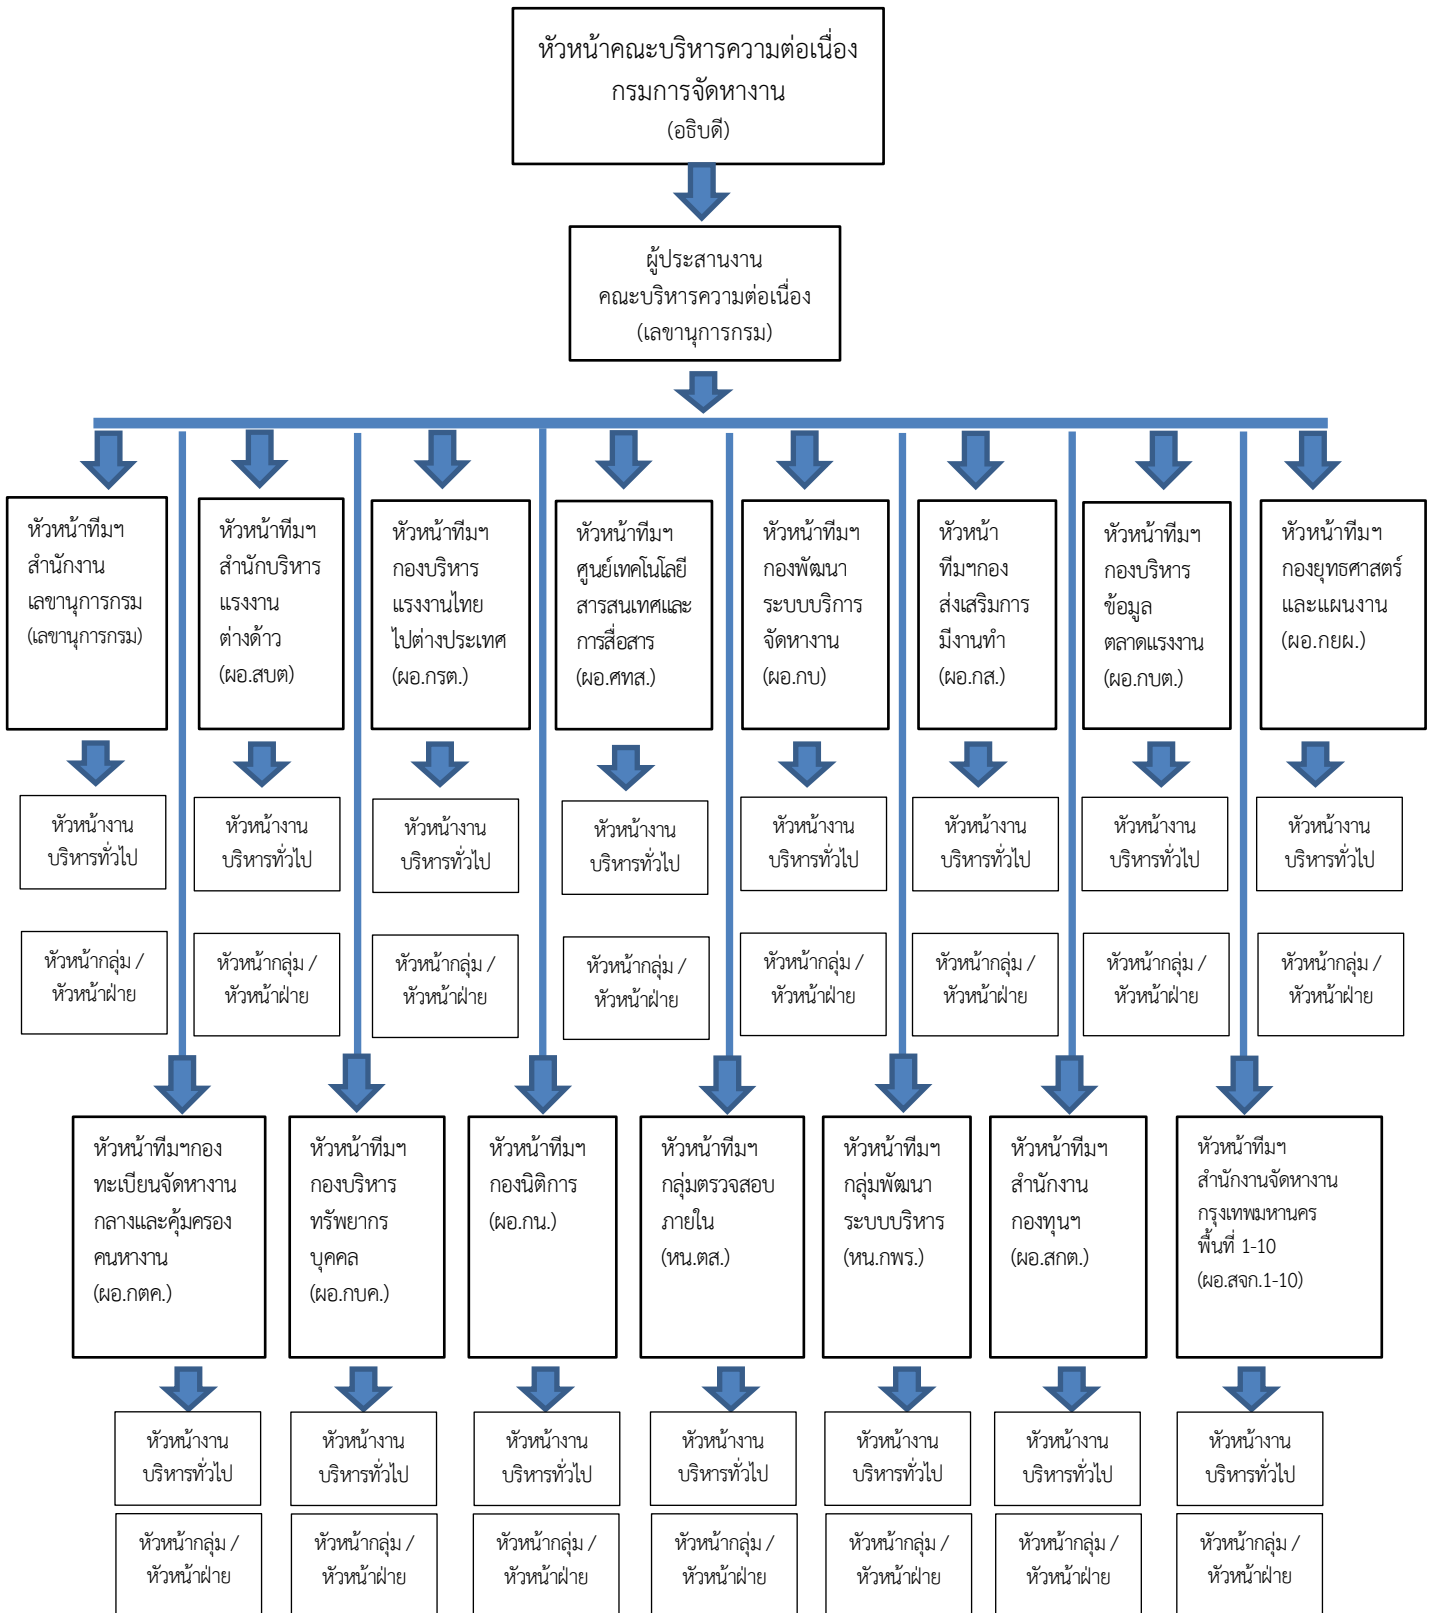 หัวหน้าคณะบริหารความต่อเนื่อง
กรมการจัดหางาน
(อธิบดี)
ผู้ประสานงาน
คณะบริหารความต่อเนื่อง
(เลขานุการกรม)
หัวหน้าทีมฯ
สำนักงาน
เลขานุการกรม
(เลขานุการกรม)
หัวหน้าทีมฯ
สำนักบริหาร
แรงงาน
ต่างด้าว
(ผอ.สบต)
หัวหน้าทีมฯ
กองบริหาร
แรงงานไทย
ไปต่างประเทศ
(ผอ.กรต.)
หัวหน้าทีมฯ
ศูนย์เทคโนโลยี
สารสนเทศและ
การสื่อสาร
(ผอ.ศทส.)
หัวหน้าทีมฯ
กองพัฒนา
ระบบบริการ
จัดหางาน
(ผอ.กบ)
หัวหน้า
ทีมฯกอง
ส่งเสริมการ
มีงานทำ
(ผอ.กส.)
หัวหน้าทีมฯ
กองบริหาร
ข้อมูล
ตลาดแรงงาน
(ผอ.กบต.)
หัวหน้าทีมฯ
กองยุทธศาสตร์
และแผนงาน
(ผอ.กยผ.)
หัวหน้างาน
บริหารทั่วไป
หัวหน้างาน
บริหารทั่วไป
หัวหน้างาน
บริหารทั่วไป
หัวหน้างาน
บริหารทั่วไป
หัวหน้างาน
บริหารทั่วไป
หัวหน้างาน
บริหารทั่วไป
หัวหน้างาน
บริหารทั่วไป
หัวหน้างาน
บริหารทั่วไป
หัวหน้ากลุ่ม /
หัวหน้าฝ่าย
หัวหน้ากลุ่ม /
หัวหน้าฝ่าย
หัวหน้ากลุ่ม /
หัวหน้าฝ่าย
หัวหน้ากลุ่ม /
หัวหน้าฝ่าย
หัวหน้ากลุ่ม /
หัวหน้าฝ่าย
หัวหน้ากลุ่ม /
หัวหน้าฝ่าย
หัวหน้ากลุ่ม /
หัวหน้าฝ่าย
หัวหน้ากลุ่ม /
หัวหน้าฝ่าย
หัวหน้าทีมฯกอง
ทะเบียนจัดหางาน
กลางและคุ้มครอง
คนหางาน
(ผอ.กตค.)
หัวหน้าทีมฯ
กองบริหาร
ทรัพยากร
บุคคล
(ผอ.กบค.)
หัวหน้าทีมฯ
กองนิติการ
(ผอ.กน.)
หัวหน้าทีมฯ
กลุ่มตรวจสอบ
ภายใน
(หน.ตส.)
หัวหน้าทีมฯ
กลุ่มพัฒนา
ระบบบริหาร
(หน.กพร.)
หัวหน้าทีมฯ
สำนักงาน
กองทุนฯ
(ผอ.สกต.)
หัวหน้าทีมฯ
สำนักงานจัดหางาน
กรุงเทพมหานคร
พื้นที่ 1-10
(ผอ.สจก.1-10)
หัวหน้างาน
บริหารทั่วไป
หัวหน้างาน
บริหารทั่วไป
หัวหน้างาน
บริหารทั่วไป
หัวหน้างาน
บริหารทั่วไป
หัวหน้างาน
บริหารทั่วไป
หัวหน้างาน
บริหารทั่วไป
หัวหน้างาน
บริหารทั่วไป
หัวหน้ากลุ่ม /
หัวหน้าฝ่าย
หัวหน้ากลุ่ม /
หัวหน้าฝ่าย
หัวหน้ากลุ่ม /
หัวหน้าฝ่าย
หัวหน้ากลุ่ม /
หัวหน้าฝ่าย
หัวหน้ากลุ่ม /
หัวหน้าฝ่าย
หัวหน้ากลุ่ม /
หัวหน้าฝ่าย
หัวหน้ากลุ่ม /
หัวหน้าฝ่าย